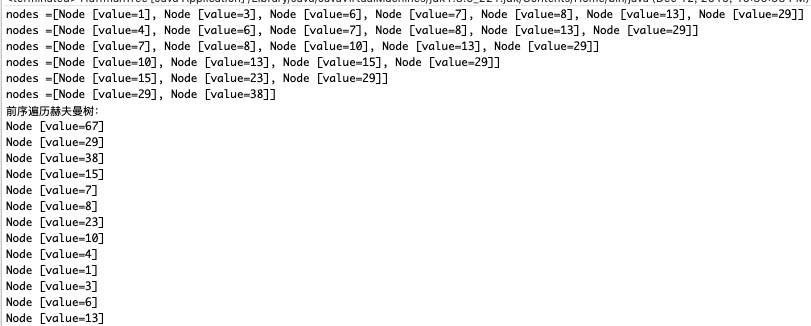 nodes =[Node [value=1], Node [value=3], Node [value=6], Node [value=7], Node [value=8], Node [value=13], Node [value=29]]
nodes =[Node [value=4], Node [value=6], Node [value=7], Node [value=8], Node [value=13], Node [value=29]]
nodes =[Node [value=7], Node [value=8], Node [value=10], Node [value=13], Node [value=29]]
nodes =[Node [value=10], Node [value=13], Node [value=15], Node [value=29]]
nodes =[Node [value=15], Node [value=23], Node [value=29]]
nodes =[Node [value=29], Node [value=38]]
前序遍历赫夫曼树：
Node [value=67]
Node [value=29]
Node [value=38]
Node [value=15]
Node [value=7]
Node [value=8]
Node [value=23]
Node [value=10]
Node [value=4]
Node [value=1]
Node [value=3]
Node [value=6]
Node [value=13]